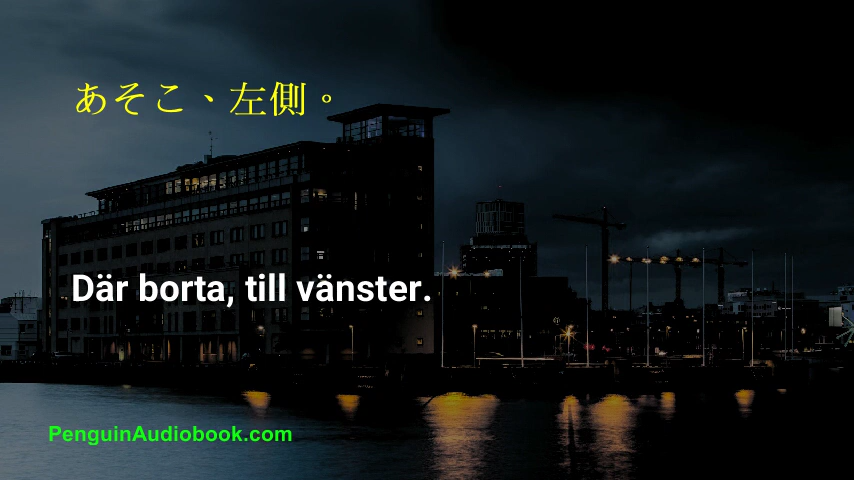 あそこ、左側。
Där borta, till vänster.
PenguinAudiobook.com